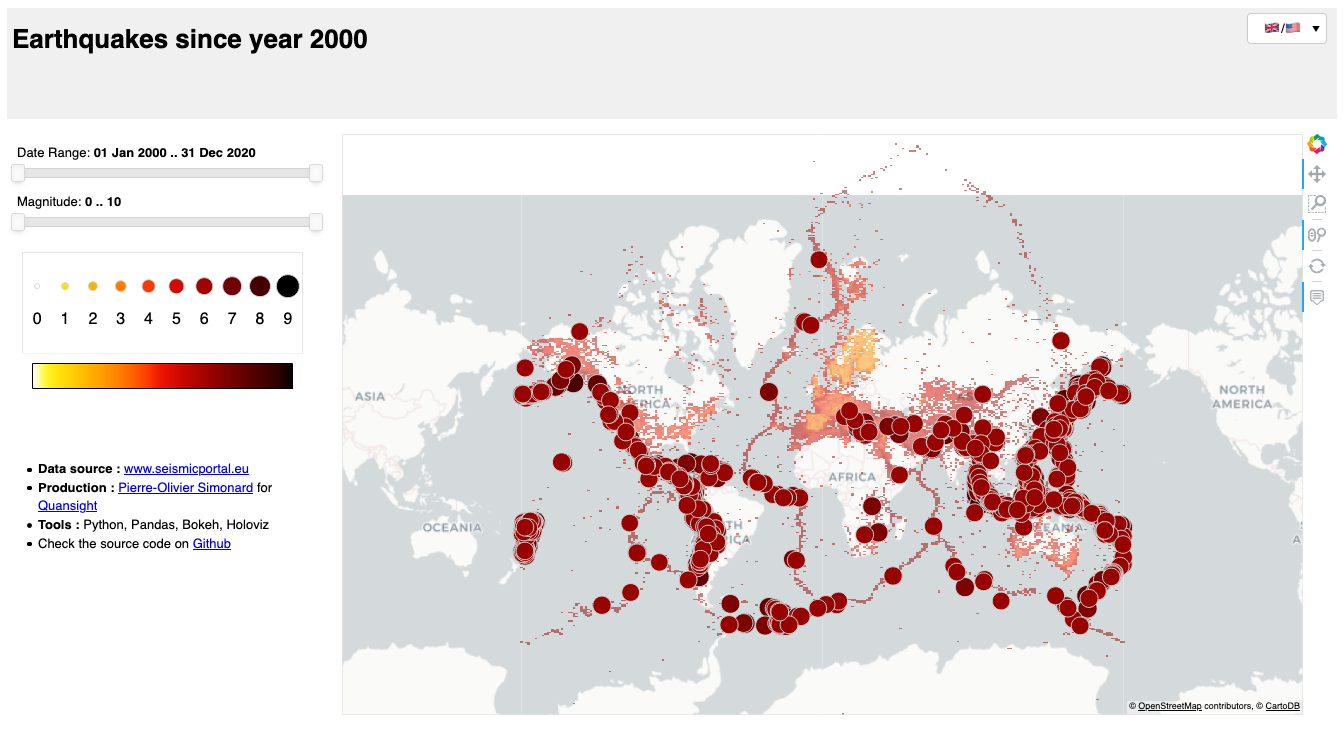 Earthquakes since year 2000
Date Range: 01 Jan 2000 .. 31 Dec 2020
Magnitude: 0 .. 10
0 1 2 3 4 5 6 7 8 9
• Data source : www.seismicportal.eu
• Production : Pierre-Olivier Simonard for
Quansight
• Tools : Python, Pandas, Bokeh, Holoviz
• Check the source code on Github
ASIA
NORTH
AMERICA
NORTH
AMERICA
AFRICA
OCEANIA
OCEANIA
© OpenStreetMap contributors, © CartoDB